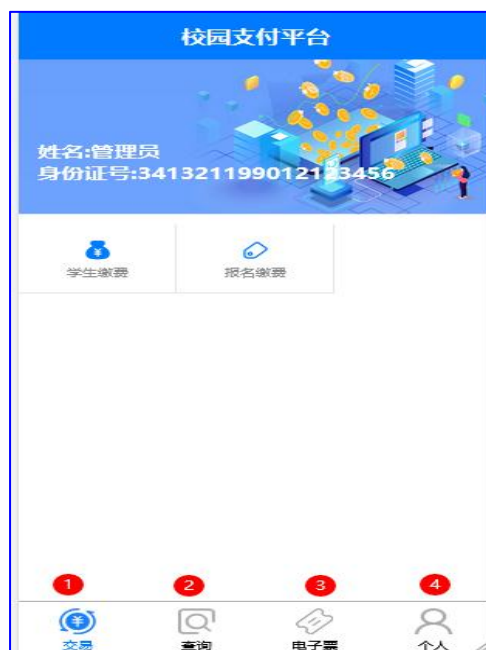 校园支付平台
姓名:管理员
身份证号:341321199012123456
学生缴费
报名缴费
1
2
3
4
交易
查询
电子票
个人